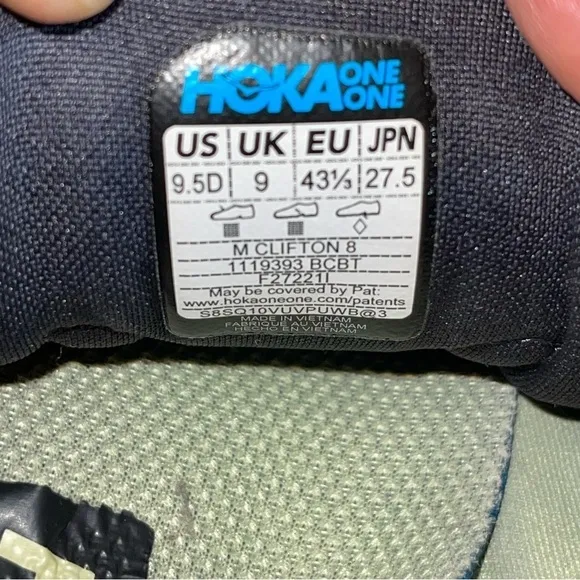 HOKA ONE ONE
US UK EU JPN
9.5D 9 43⅓ 27.5
M CLIFTON 8
1119393 BCBT
F27221I
May be covered by Pat:
www.hokaoneone.com/patents
S8SQ10VUVPUWB@3
MADE IN VIETNAM
FABRIQUÉ AU VIETNAM
HECHO EN VIETNAM